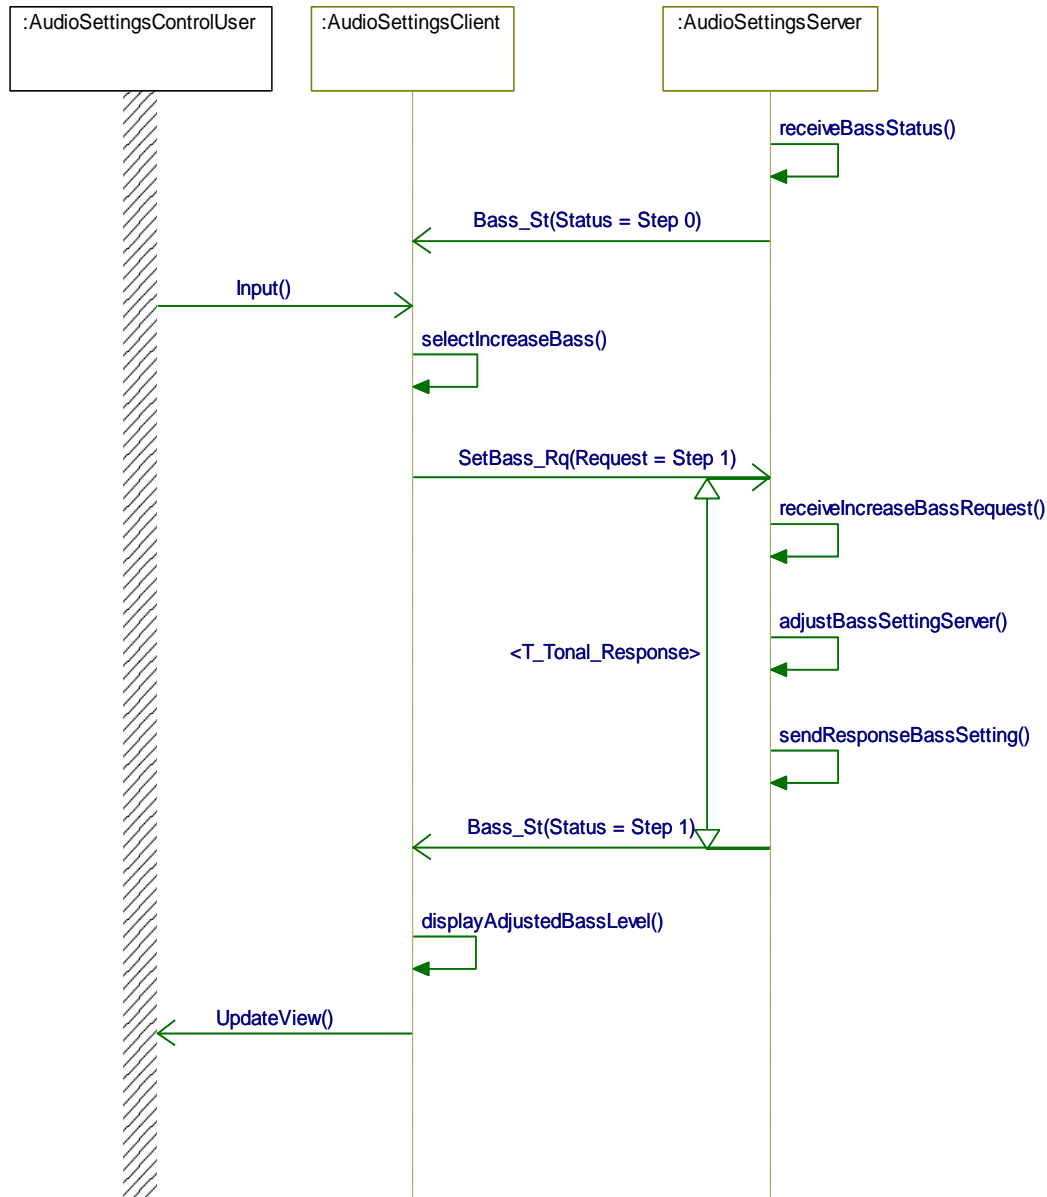 :AudioSettingsControlUser
:AudioSettingsClient
:AudioSettingsServer
receiveBassStatus()
Bass_St(Status = Step 0)
Input()
selectIncreaseBass()
SetBass_Rq(Request = Step 1)
receiveIncreaseBassRequest()
adjustBassSettingServer()
<T_Tonal_Response>
sendResponseBassSetting()
Bass_St(Status = Step 1)
displayAdjustedBassLevel()
UpdateView()